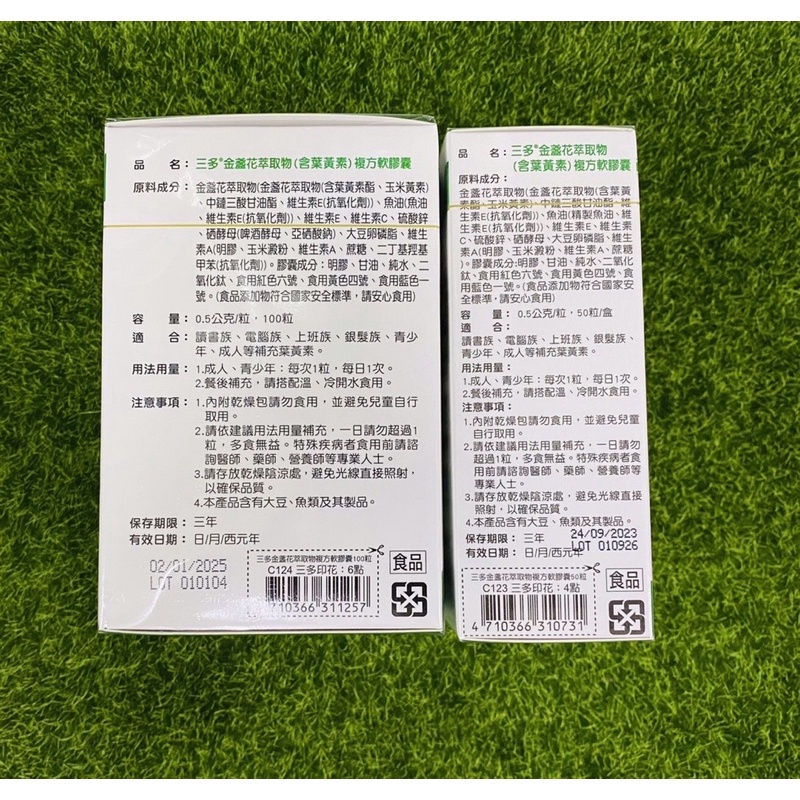 品　名：三多®金盞花萃取物(含葉黃素)複方軟膠囊
原料成分：金盞花萃取物(金盞花萃取物(含葉黃素酯、玉米黃素)
、中鏈三酸甘油酯、維生素E(抗氧化劑))、魚油(魚油
、維生素E(抗氧化劑))、維生素E、維生素C、硫酸鋅
、硒酵母(啤酒酵母、亞硒酸鈉)、大豆卵磷脂、維生
素A(明膠、玉米澱粉、維生素A、蔗糖、二丁基羥基
甲苯(抗氧化劑))。膠囊成分：明膠、甘油、純水、二
氧化鈦、食用紅色六號、食用黃色四號、食用藍色一
號。(食品添加物符合國家安全標準，請安心食用)
容　量：0.5公克/粒，100粒
適　合：讀書族、電腦族、上班族、銀髮族、青少
年、成人等補充葉黃素。
用法用量：1.成人、青少年：每次1粒，每日1次。
2.餐後補充，請搭配溫、冷開水食用。
注意事項：1.內附乾燥包請勿食用，並避免兒童自行
取用。
2.請依建議用法用量補充，一日請勿超過1
粒，多食無益。特殊疾病者食用前請諮
詢醫師、藥師、營養師等專業人士。
3.請存放乾燥陰涼處，避免光線直接照射，
以確保品質。
4.本產品含有大豆、魚類及其製品。
保存期限：三年
有效日期：日/月/西元年
02/01/2025
LOT 010104
三多金盞花萃取物複方軟膠囊100粒
C124 三多印花：6點
710366 311257
食品
品　名：三多®金盞花萃取物
(含葉黃素)複方軟膠囊
原料成分：
金盞花萃取物(金盞花萃取物(含葉黃
素酯、玉米黃素)、中鏈三酸甘油酯、維
生素E(抗氧化劑))、魚油(精製魚油、維
生素E(抗氧化劑))、維生素E、維生素
C、硫酸鋅、硒酵母、大豆卵磷脂、維生
素A(明膠、玉米澱粉、維生素A、蔗糖
)。膠囊成分:明膠、甘油、純水、二氧化
鈦、食用紅色六號、食用黃色四號、食
用藍色一號。(食品添加物符合國家安
全標準，請安心食用)
容　量：0.5公克/粒，50粒/盒
適　合：
讀書族、電腦族、上班族、銀髮族、
青少年、成人等補充葉黃素。
用法用量：
1.成人、青少年：每次1粒，每日1次。
2.餐後補充，請搭配溫、冷開水食用。
注意事項：
1.內附乾燥包請勿食用，並避免兒童
自行取用。
2.請依建議用法用量補充，一日請勿超
過1粒，多食無益。特殊疾病者食
用前請諮詢醫師、藥師、營養師等
專業人士。
3.請存放乾燥陰涼處，避免光線直接
照射，以確保品質。
4.本產品含有大豆、魚類及其製品。
保存期限：三年
有效日期：日/月/西元年
24/09/2023
LOT 010926
三多金盞花萃取物複方軟膠囊50粒
C123 三多印花：4點
4 710366 310731
食品